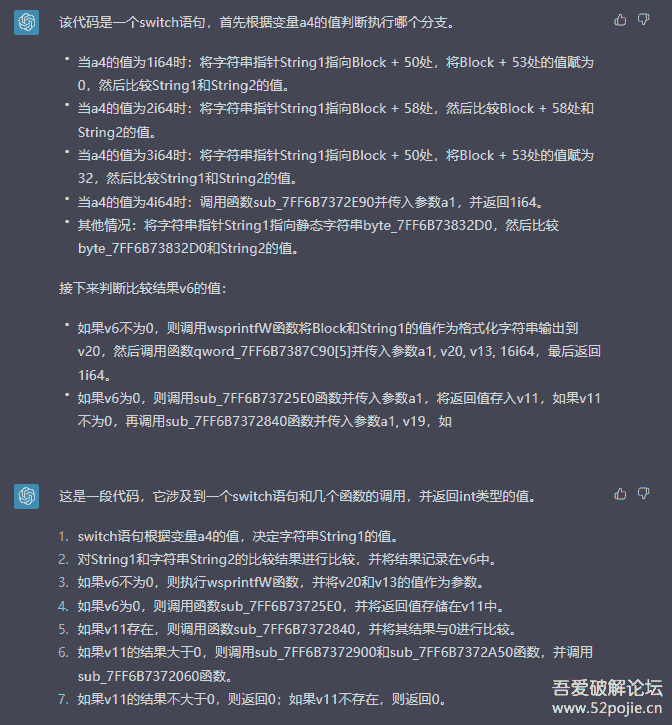 该代码是一个switch语句，首先根据变量a4的值判断执行哪个分支。
• 当a4的值为1i64时：将字符串指针String1指向Block + 50处，将Block + 53处的值赋为
0，然后比较String1和String2的值。
• 当a4的值为2i64时：将字符串指针String1指向Block + 58处，然后比较Block + 58处和
String2的值。
• 当a4的值为3i64时：将字符串指针String1指向Block + 50处，将Block + 53处的值赋为
32，然后比较String1和String2的值。
• 当a4的值为4i64时：调用函数sub_7FF6B7372E90并传入参数a1，并返回1i64。
• 其他情况：将字符串指针String1指向静态字符串byte_7FF6B73832D0，然后比较
byte_7FF6B73832D0和String2的值。
接下来判断比较结果v6的值：
• 如果v6不为0，则调用wsprintfW函数将Block和String1的值作为格式化字符串输出到
v20，然后调用函数qword_7FF6B7387C90[5]并传入参数a1, v20, v13, 16i64，最后返回
1i64。
• 如果v6为0，则调用sub_7FF6B73725E0函数并传入参数a1，将返回值存入v11，如果v11
不为0，再调用sub_7FF6B7372840函数并传入参数a1, v19，如
这是一段代码，它涉及到一个switch语句和几个函数的调用，并返回int类型的值。
1. switch语句根据变量a4的值，决定字符串String1的值。
2. 对String1和字符串String2的比较结果进行比较，并将结果记录在v6中。
3. 如果v6不为0，则执行wsprintfW函数，并将v20和v13的值作为参数。
4. 如果v6为0，则调用函数sub_7FF6B73725E0，并将返回值存储在v11中。
5. 如果v11存在，则调用函数sub_7FF6B7372840，并将其结果与0进行比较。
6. 如果v11的结果大于0，则调用sub_7FF6B7372900和sub_7FF6B7372A50函数，并调用
sub_7FF6B7372060函数。
7. 如果v11的结果不大于0，则返回0；如果v11不存在，则返回0。
吾爱破解论坛
www.52pojie.cn